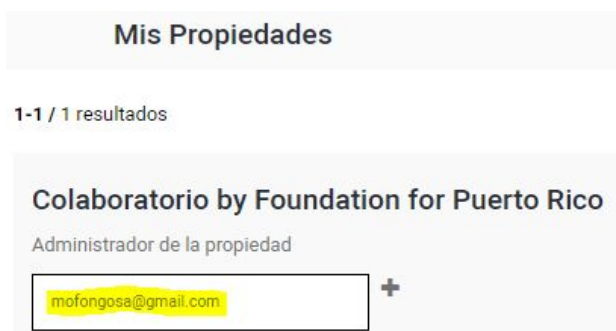 Mis Propiedades
1-1 / 1 resultados
Colaboratorio by Foundation for Puerto Rico
Administrador de la propiedad
mofongosa@gmail.com +